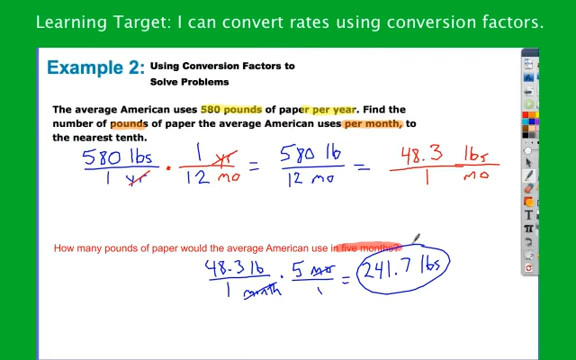 Learning Target: I can convert rates using conversion factors.
Example 2 Using Conversion Factors to
Solve Problems
The average American uses 580 pounds of paper per year. Find the
number of pounds of paper the average American uses per month, to
the nearest tenth.
580 lbs / 1 yr • 1 yr / 12 mo = 580 lb / 12 mo = 48.3 lbs / 1 mo
How many pounds of paper would the average American use in five months?
48.3 lb / 1 month · 5 mo / 1 = 241.7 lbs